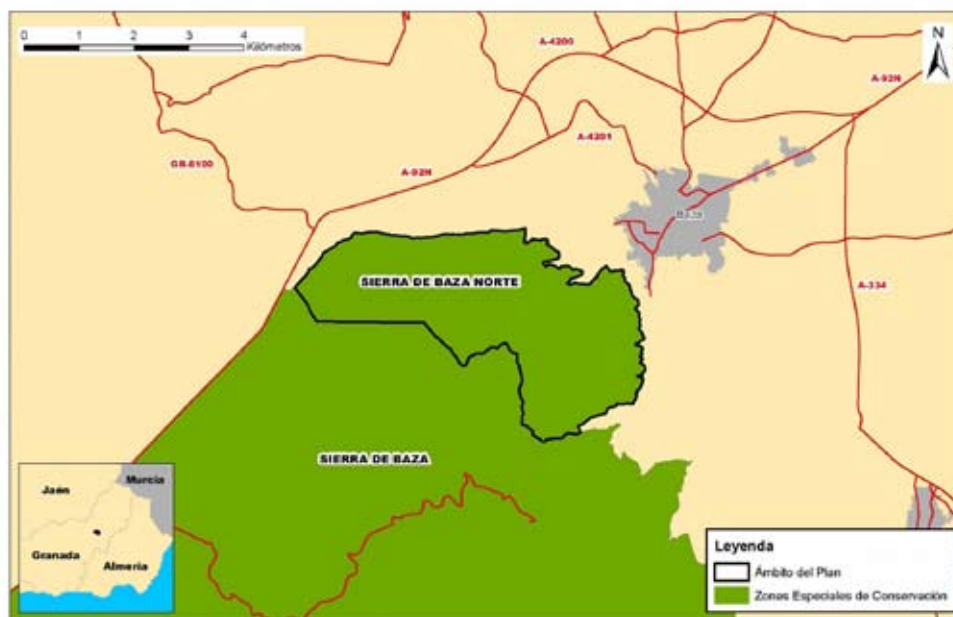 0 1 2 3 4
Kilómetros
N
A-4200
A-92N
A-4201
GR-8100
A-92N
Baza
SIERRA DE BAZA NORTE
A-334
SIERRA DE BAZA
Jaén
Murcia
Granada
Almería
Leyenda
Ámbito del Plan
Zonas Especiales de Conservación